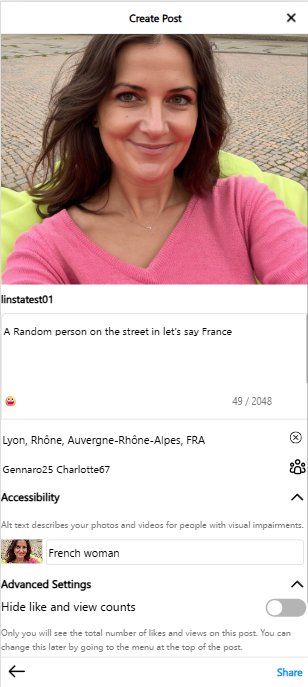 Create Post
linstatest01
A Random person on the street in let's say France
49 / 2048
Lyon, Rhône, Auvergne-Rhône-Alpes, FRA
Gennaro25 Charlotte67
Accessibility
Alt text describes your photos and videos for people with visual impairments.
French woman
Advanced Settings
Hide like and view counts
Only you will see the total number of likes and views on this post. You can
change this later by going to the menu at the top of the post.
Share